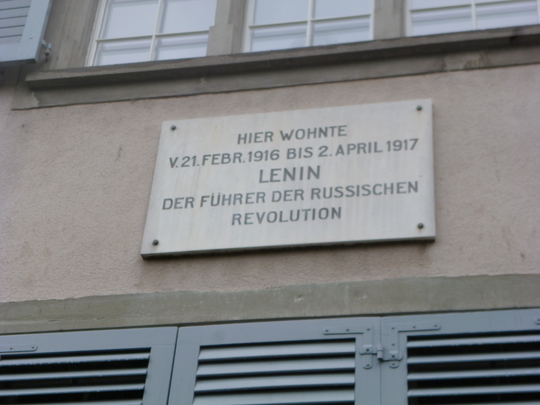 HIER WOHNTE
V. 21. FEBR. 1916 BIS 2. APRIL 1917
LENIN
DER FÜHRER DER RUSSISCHEN
REVOLUTION